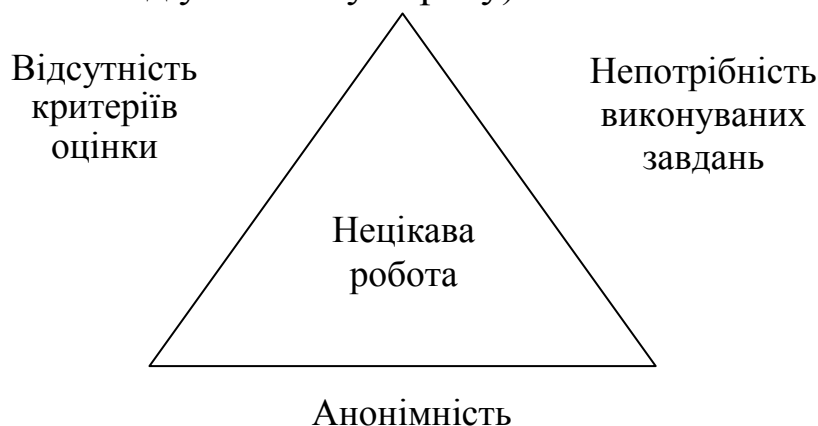 Відсутність
критеріїв
оцінки
Непотрібність
виконуваних
завдань
Нецікава
робота
Анонімність